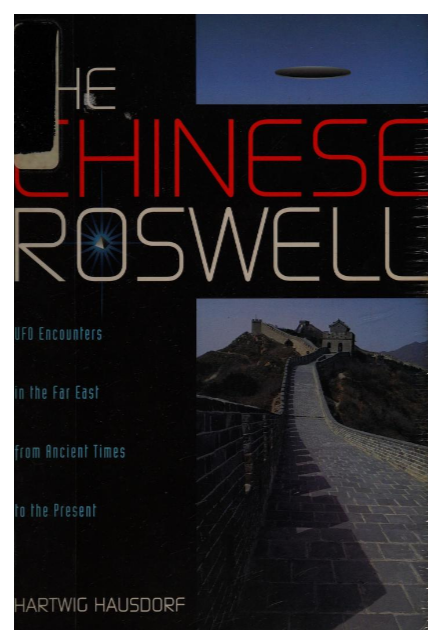 THE
CHINESE
ROSWELL
UFO Encounters
in the Far East
from Ancient Times
to the Present
HARTWIG HAUSDORF